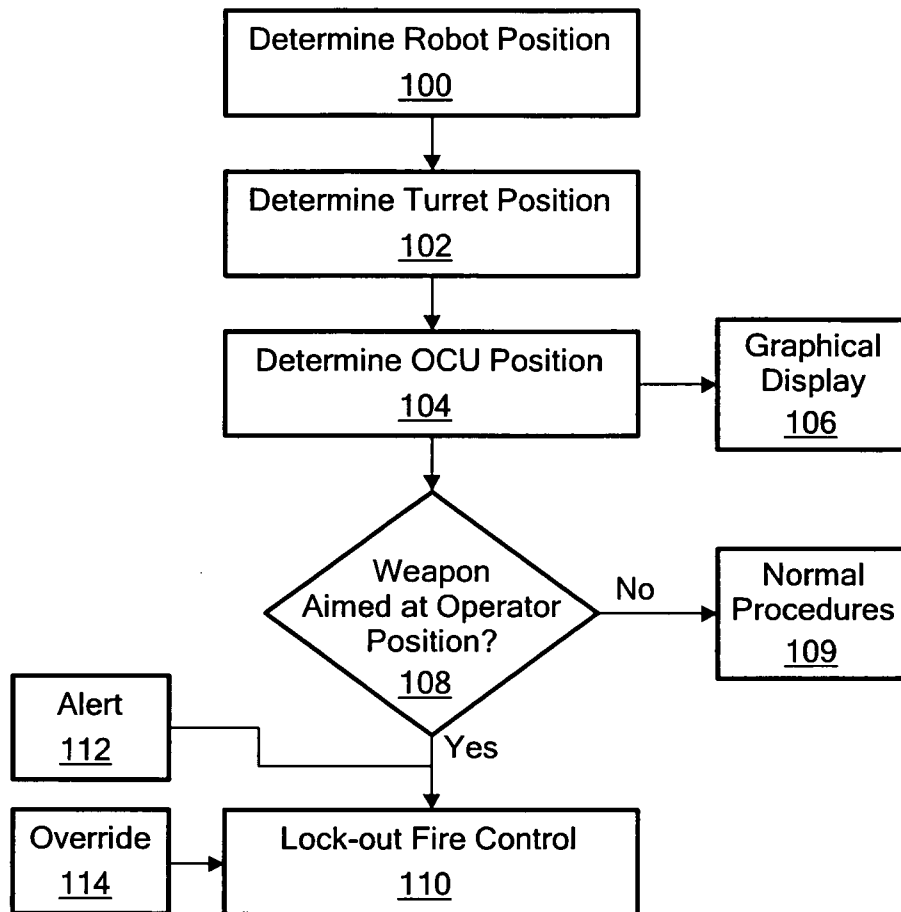 Determine Robot Position
100
Determine Turret Position
102
Determine OCU Position
104
Graphical
Display
106
Weapon
Aimed at Operator
Position?
108
No
Normal
Procedures
109
Alert
112
Yes
Override
114
Lock-out Fire Control
110